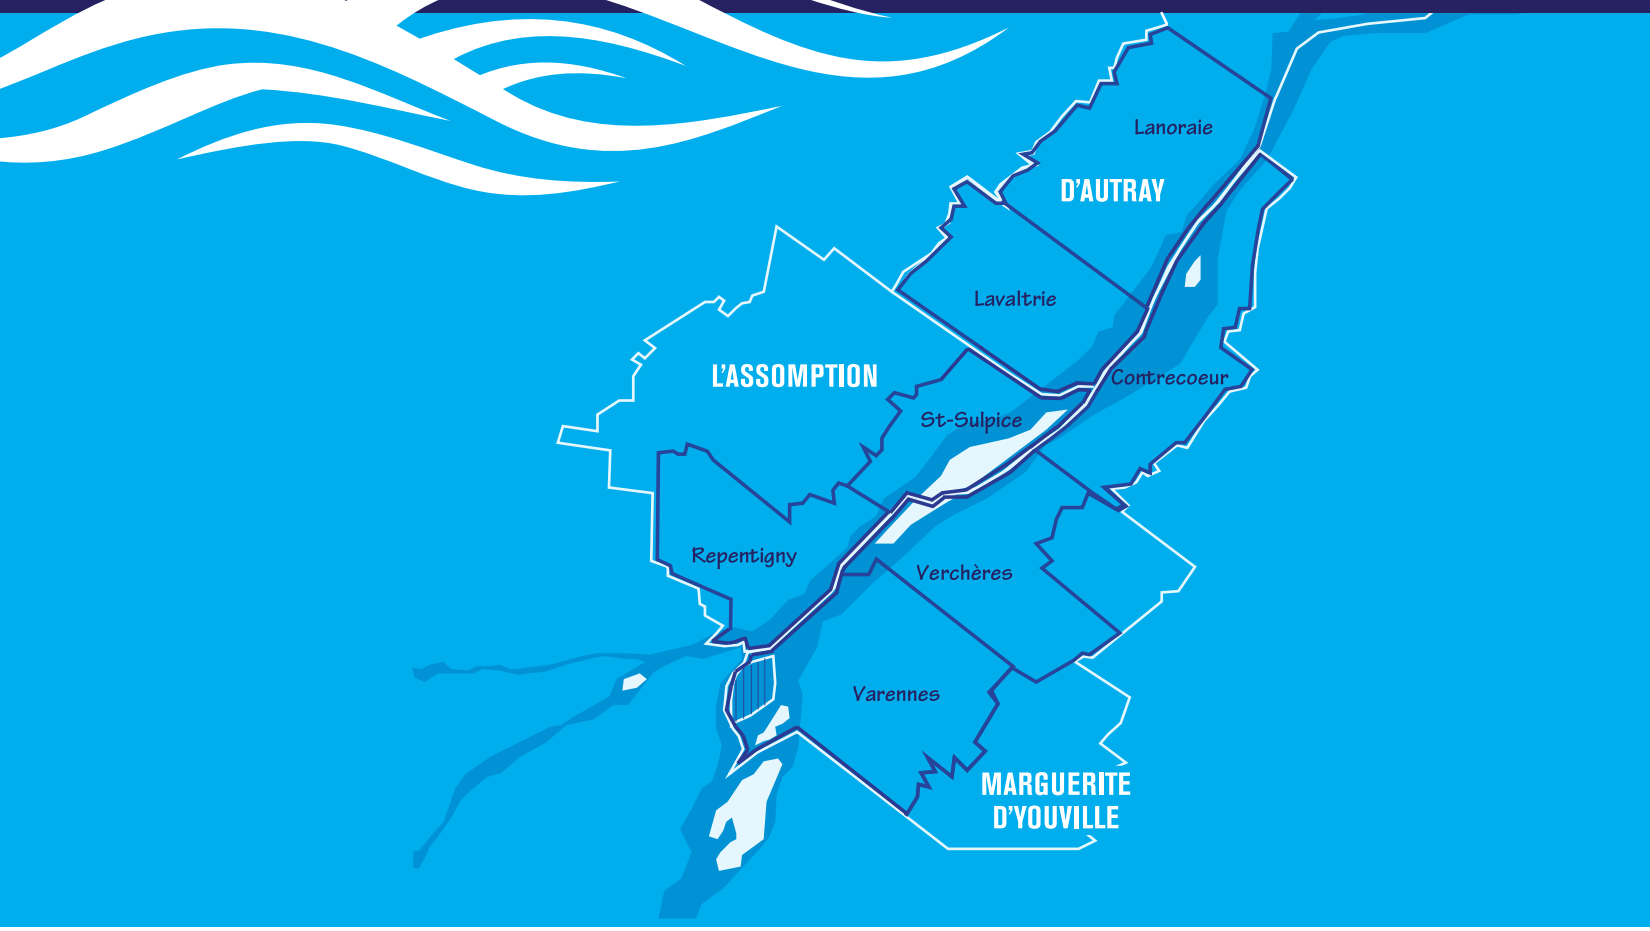 Lanoraie
D'AUTRAY
Lavaltrie
L'ASSOMPTION
Contrecoeur
St-Sulpice
Repentigny
Verchères
Varennes
MARGUERITE
D'YOUVILLE